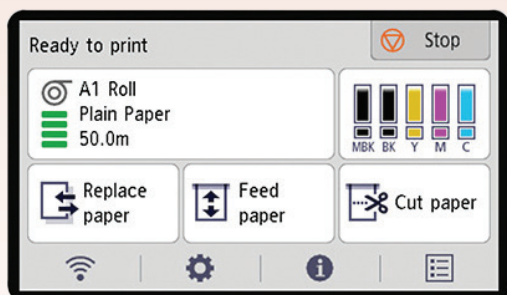 Ready to print
Stop
A1 Roll
Plain Paper
50.0m
MBK BK Y M C
Replace
paper
Feed
paper
Cut paper